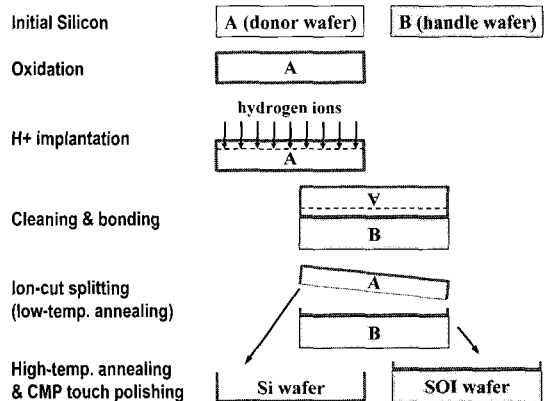 Initial Silicon
A (donor wafer)
B (handle wafer)
Oxidation
A
hydrogen ions
H+ implantation
A
A
Cleaning & bonding
B
Ion-cut splitting
(low-temp. annealing)
A
B
High-temp. annealing
& CMP touch polishing
Si wafer
SOI wafer